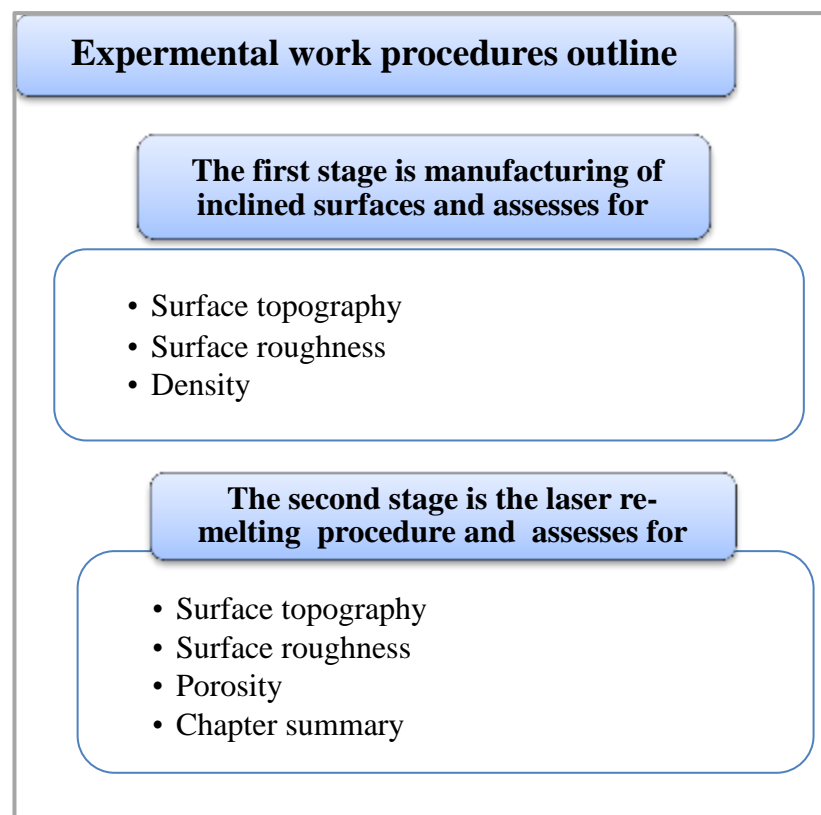 Expermental work procedures outline
The first stage is manufacturing of
inclined surfaces and assesses for
• Surface topography
• Surface roughness
• Density
The second stage is the laser re-
melting procedure and assesses for
• Surface topography
• Surface roughness
• Porosity
• Chapter summary